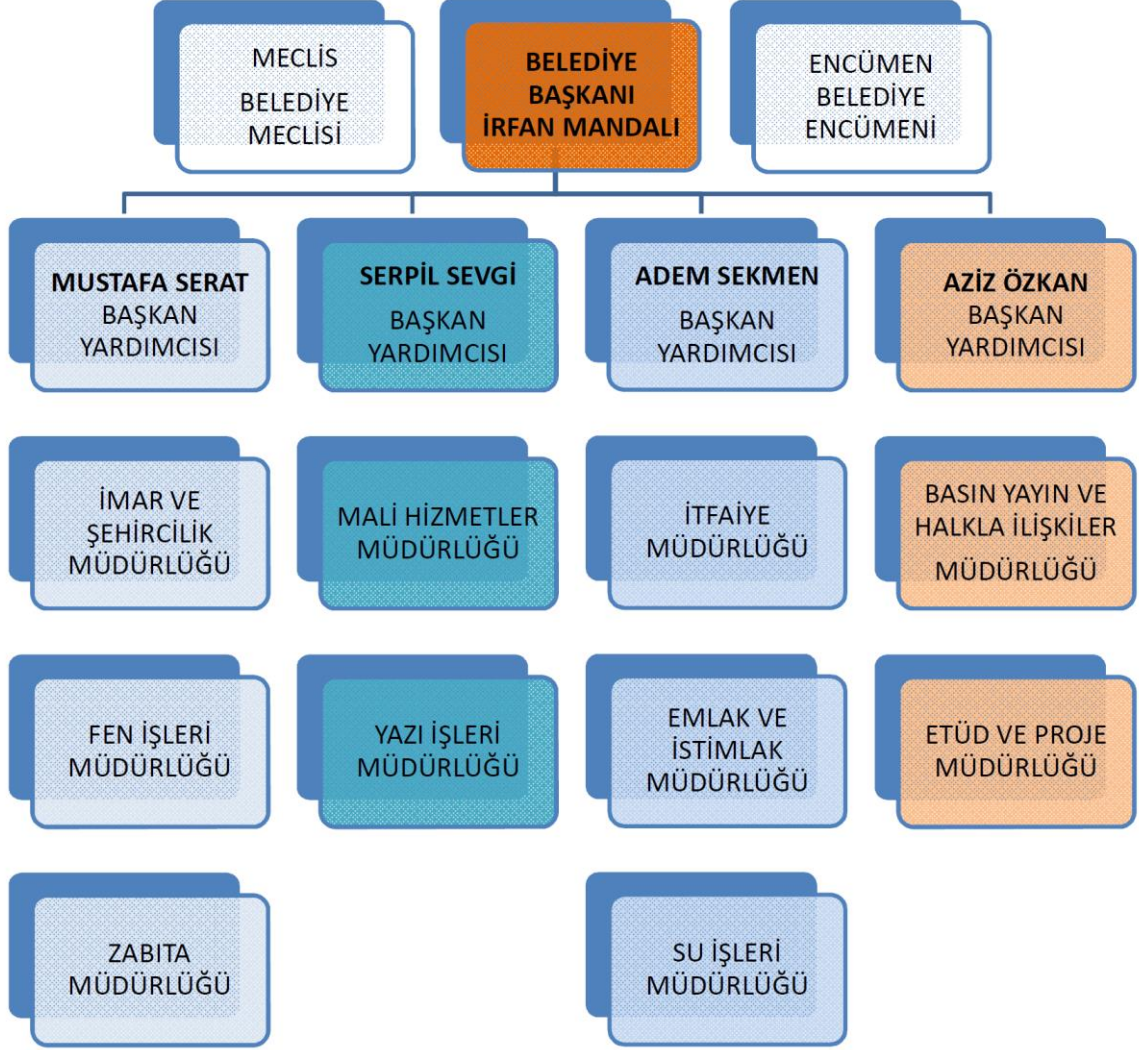 MECLİS
BELEDİYE
MECLİSİ
BELEDİYE
BAŞKANI
İRFAN MANDALI
ENCÜMEN
BELEDİYE
ENCÜMENİ
MUSTAFA SERAT
BAŞKAN
YARDIMCISI
SERPİL SEVGİ
BAŞKAN
YARDIMCISI
ADEM SEKMEN
BAŞKAN
YARDIMCISI
AZİZ ÖZKAN
BAŞKAN
YARDIMCISI
İMAR VE
ŞEHİRCİLİK
MÜDÜRLÜĞÜ
MALİ HİZMETLER
MÜDÜRLÜĞÜ
İTFAİYE
MÜDÜRLÜĞÜ
BASIN YAYIN VE
HALKLA İLİŞKİLER
MÜDÜRLÜĞÜ
FEN İŞLERİ
MÜDÜRLÜĞÜ
YAZI İŞLERİ
MÜDÜRLÜĞÜ
EMLAK VE
İSTİMLAK
MÜDÜRLÜĞÜ
ETÜD VE PROJE
MÜDÜRLÜĞÜ
ZABITA
MÜDÜRLÜĞÜ
SU İŞLERİ
MÜDÜRLÜĞÜ